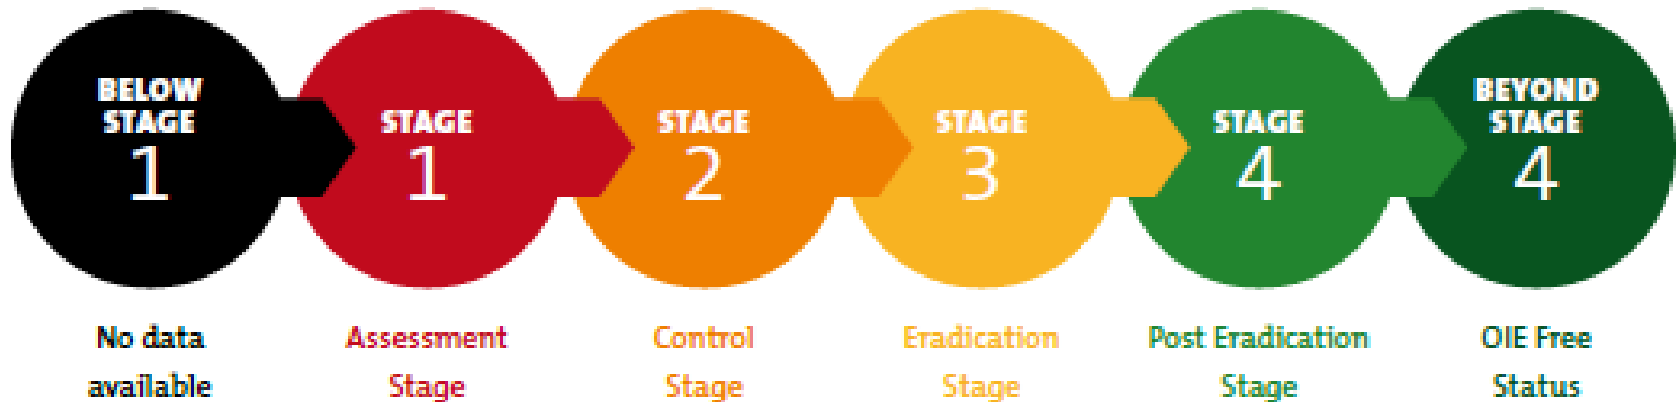 BELOW
STAGE
1
STAGE
1
STAGE
2
STAGE
3
STAGE
4
BEYOND
STAGE
4
No data
available
Assessment
Stage
Control
Stage
Eradication
Stage
Post Eradication
Stage
OIE Free
Status